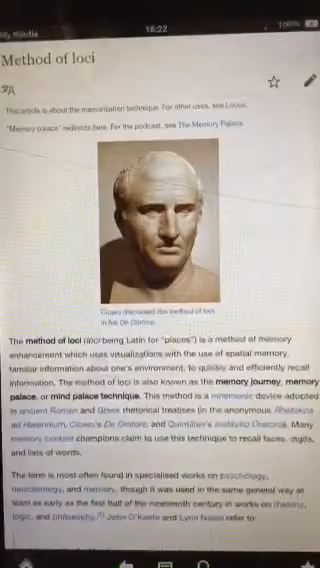 My Kindle 16:22 100%
Method of loci
This article is about the memorization technique. For other uses, see Locus.
"Memory palace" redirects here. For the podcast, see The Memory Palace.
Cicero discussed the method of loci
in his De Oratore.
The method of loci (loci being Latin for "places") is a method of memory
enhancement which uses visualizations with the use of spatial memory,
familiar information about one's environment, to quickly and efficiently recall
information. The method of loci is also known as the memory journey, memory
palace, or mind palace technique. This method is a mnemonic device adopted
in ancient Roman and Greek rhetorical treatises (in the anonymous Rhetorica
ad Herennium, Cicero's De Oratore, and Quintilian's Institutio Oratoria). Many
memory contest champions claim to use this technique to recall faces, digits,
and lists of words.
The term is most often found in specialised works on psychology,
neurobiology, and memory, though it was used in the same general way at
least as early as the first half of the nineteenth century in works on rhetoric,
logic, and philosophy.[1] John O'Keefe and Lynn Nadel refer to